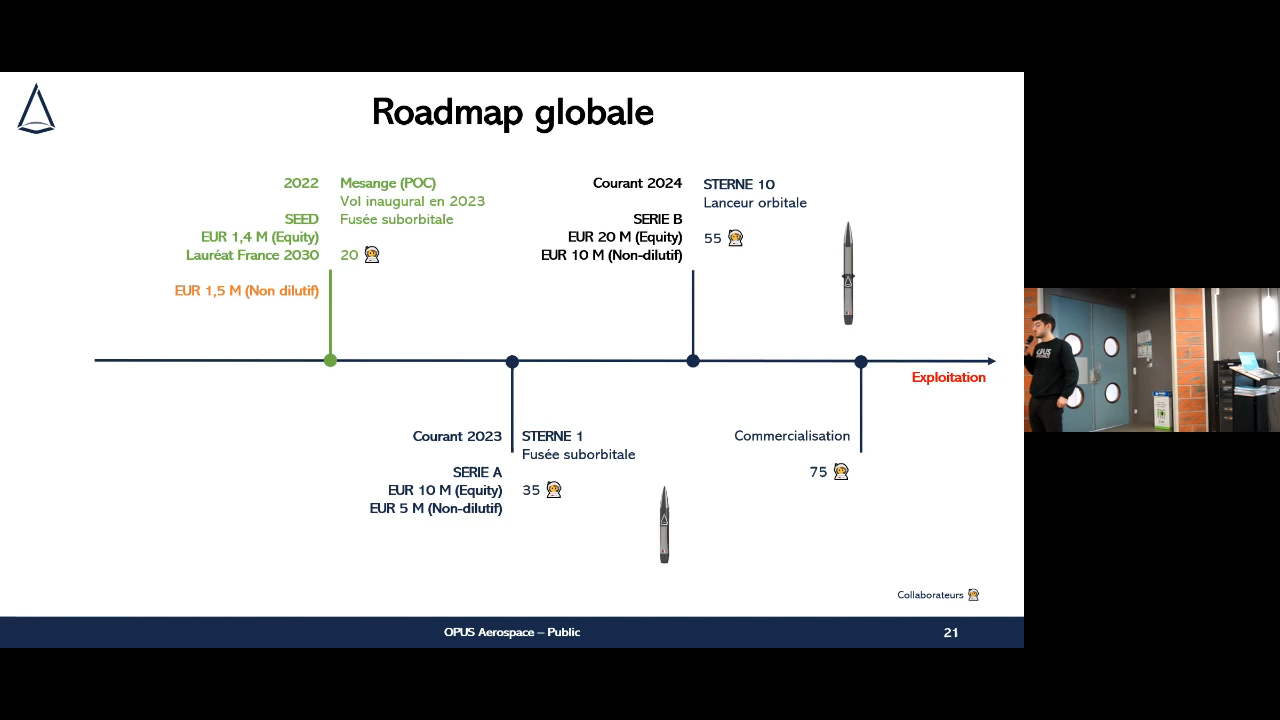 Roadmap globale
2022
SEED
EUR 1,4 M (Equity)
Lauréat France 2030
EUR 1,5 M (Non dilutif)
Mesange (POC)
Vol inaugural en 2023
Fusée suborbitale
20
Courant 2024
SERIE B
EUR 20 M (Equity)
EUR 10 M (Non-dilutif)
STERNE 10
Lanceur orbitale
55
Exploitation
Courant 2023
SERIE A
EUR 10 M (Equity)
EUR 5 M (Non-dilutif)
STERNE 1
Fusée suborbitale
35
Commercialisation
75
Collaborateurs
OPUS Aerospace – Public
21
OPUS